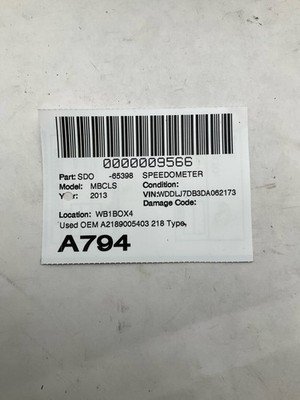 0000009566
Part: SDO -65398 SPEEDOMETER
Model: MBCLS Condition:
Year: 2013 VIN:WDDLJ7DB3DA062173
Damage Code:
Location: WB1BOX4
Used OEM A2189005403 218 Type,
A794